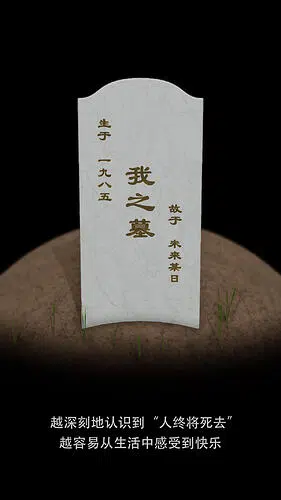 生于 一九八五
我之墓
故于 未来某日
越深刻地认识到“人终将死去”
越容易从生活中感受到快乐